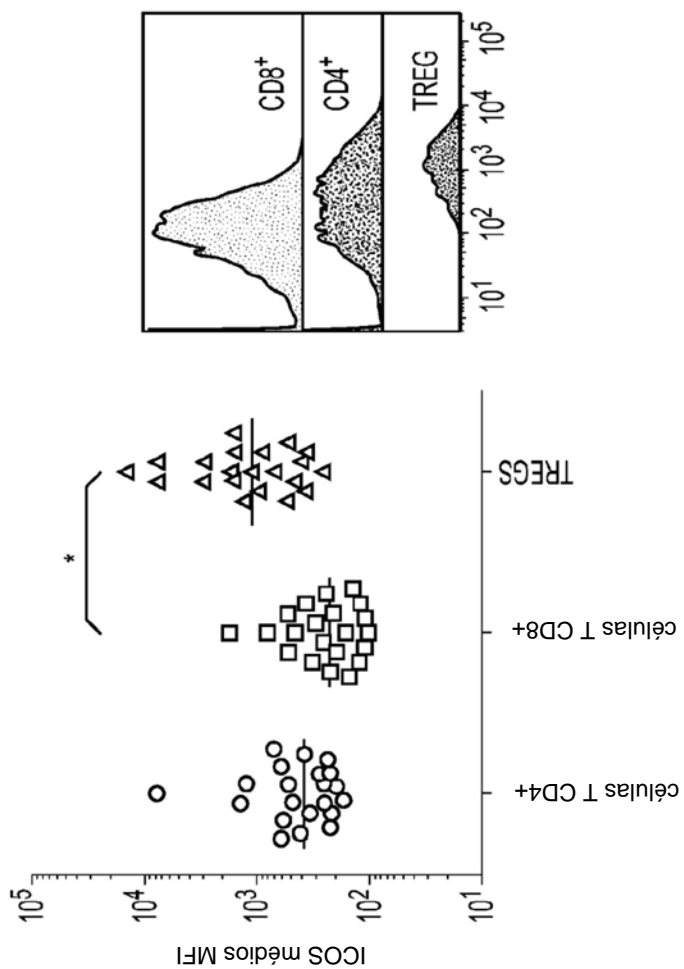 ICOS médios MFI
10⁵
10⁴
10³
10²
10¹
*
células T CD4+
células T CD8+
TREGS
CD8⁺
CD4⁺
TREG
10¹
10²
10³
10⁴
10⁵